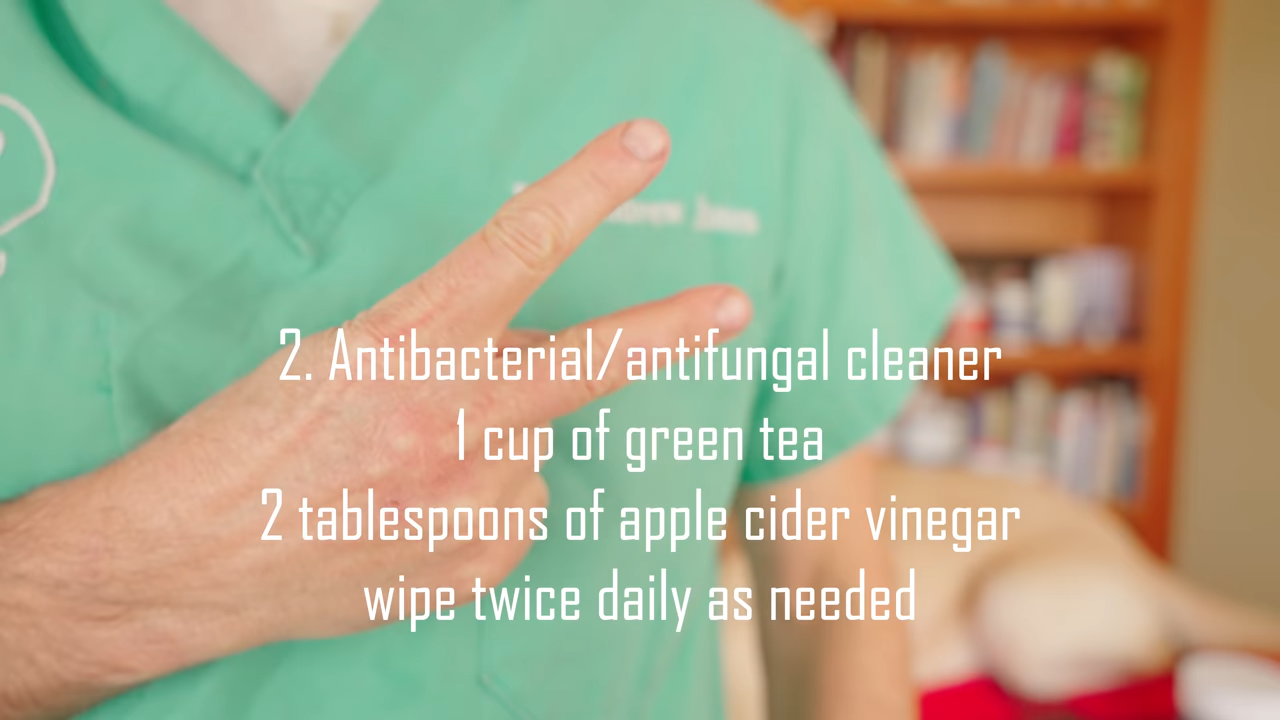 2. Antibacterial/antifungal cleaner
1 cup of green tea
2 tablespoons of apple cider vinegar
wipe twice daily as needed